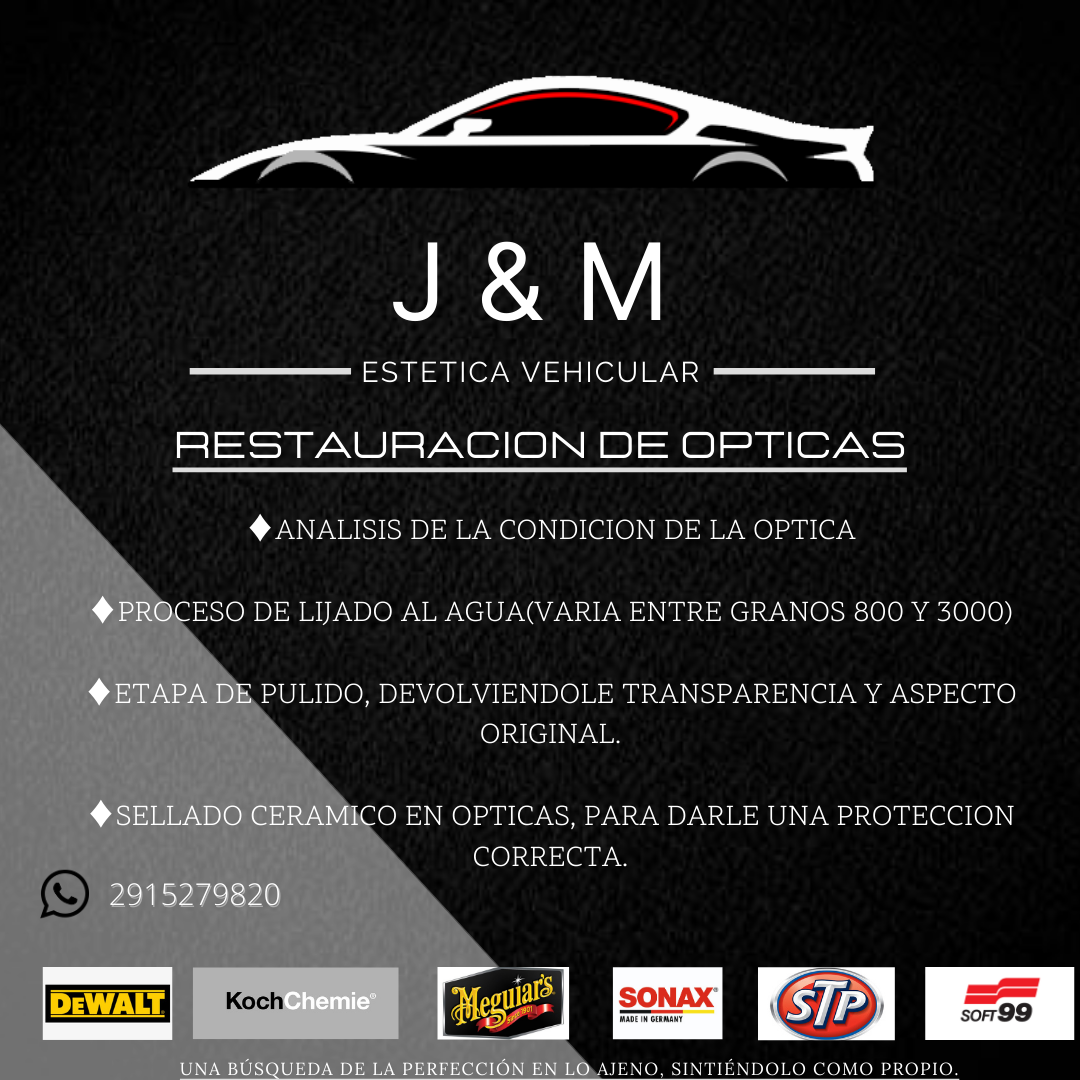 J & M
ESTETICA VEHICULAR
RESTAURACION DE OPTICAS
♦ANALISIS DE LA CONDICION DE LA OPTICA
♦PROCESO DE LIJADO AL AGUA(VARIA ENTRE GRANOS 800 Y 3000)
♦ETAPA DE PULIDO, DEVOLVIENDOLE TRANSPARENCIA Y ASPECTO
ORIGINAL.
♦SELLADO CERAMICO EN OPTICAS, PARA DARLE UNA PROTECCION
CORRECTA.
2915279820
DEWALT
KochChemie®
Meguiar's
SINCE 1901
SONAX®
MADE IN GERMANY
STP
SOFT99
UNA BÚSQUEDA DE LA PERFECCIÓN EN LO AJENO, SINTIÉNDOLO COMO PROPIO.